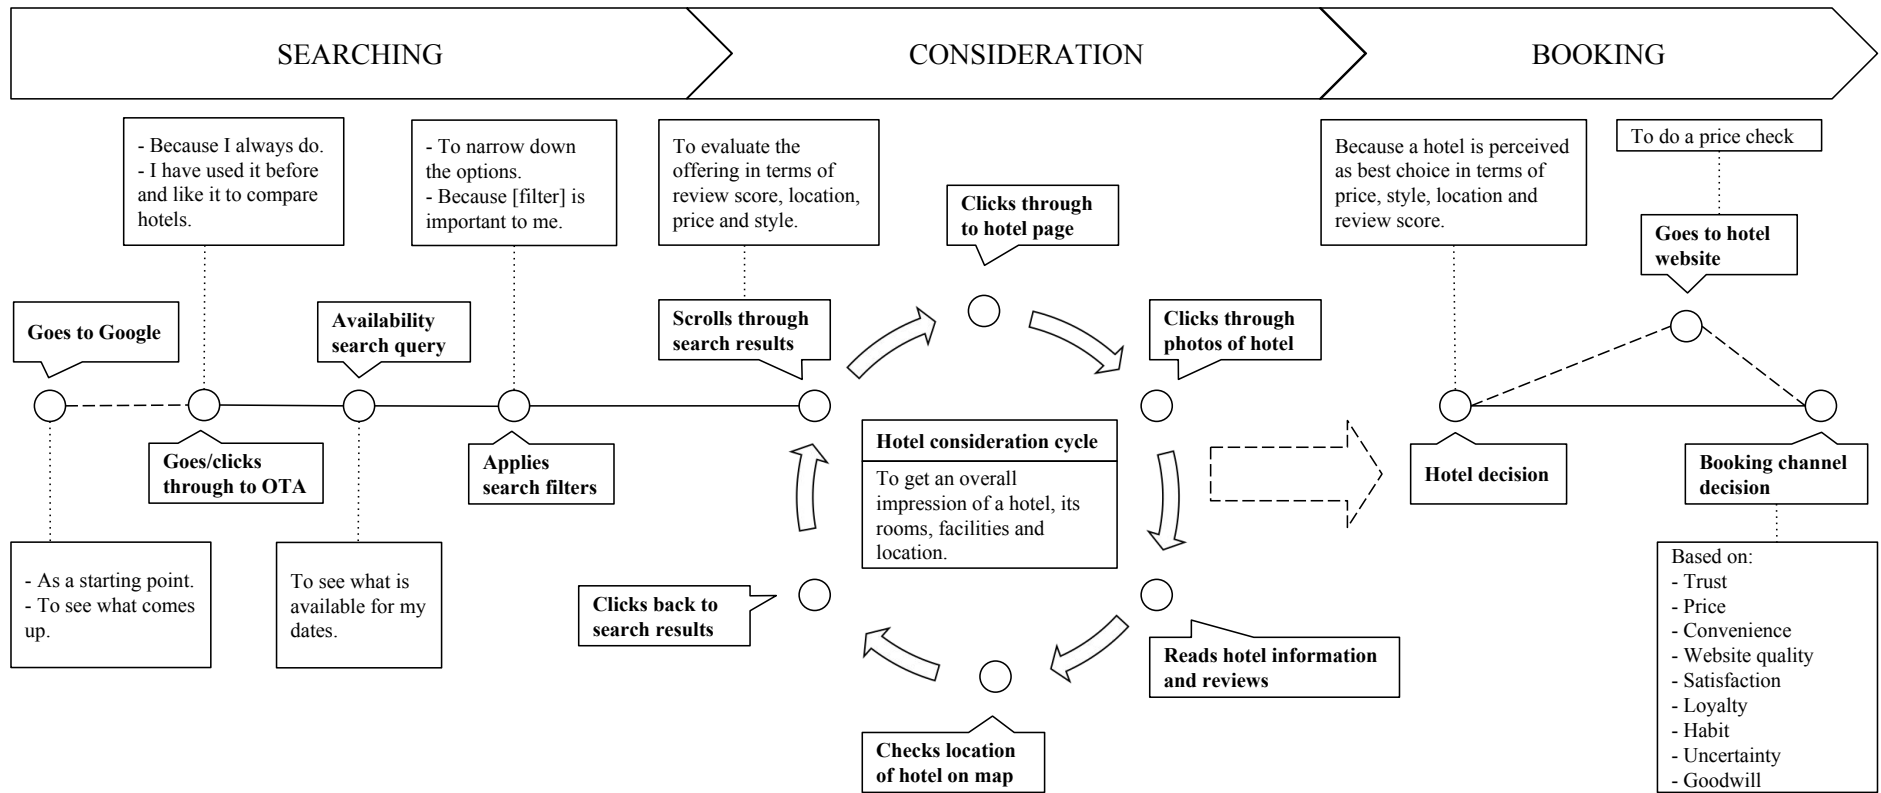 SEARCHING
CONSIDERATION
BOOKING
- Because I always do.
- I have used it before
and like it to compare
hotels.
- To narrow down
the options.
- Because [filter] is
important to me.
To evaluate the
offering in terms of
review score, location,
price and style.
Clicks through
to hotel page
Because a hotel is perceived
as best choice in terms of
price, style, location and
review score.
To do a price check
Goes to hotel
website
Goes to Google
Availability
search query
Scrolls through
search results
Clicks through
photos of hotel
Goes/clicks
through to OTA
Applies
search filters
Hotel consideration cycle
To get an overall
impression of a hotel, its
rooms, facilities and
location.
Hotel decision
Booking channel
decision
- As a starting point.
- To see what comes
up.
To see what is
available for my
dates.
Clicks back to
search results
Reads hotel information
and reviews
Checks location
of hotel on map
Based on:
- Trust
- Price
- Convenience
- Website quality
- Satisfaction
- Loyalty
- Habit
- Uncertainty
- Goodwill